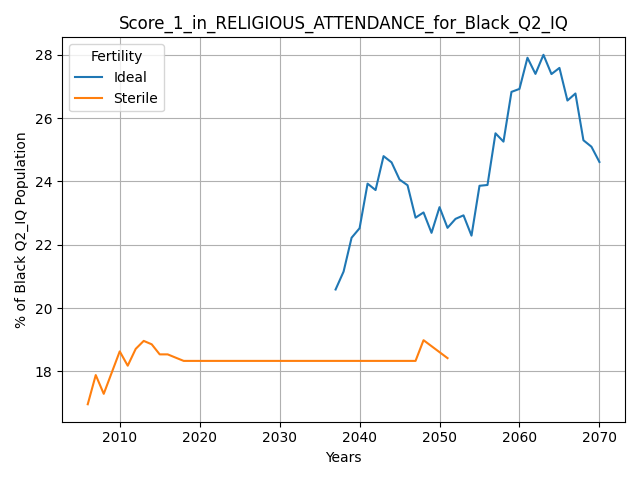 Score_1_in_RELIGIOUS_ATTENDANCE_for_Black_Q2_IQ
Fertility
Ideal
Sterile
% of Black Q2_IQ Population
28
26
24
22
20
18
2010
2020
2030
2040
2050
2060
2070
Years